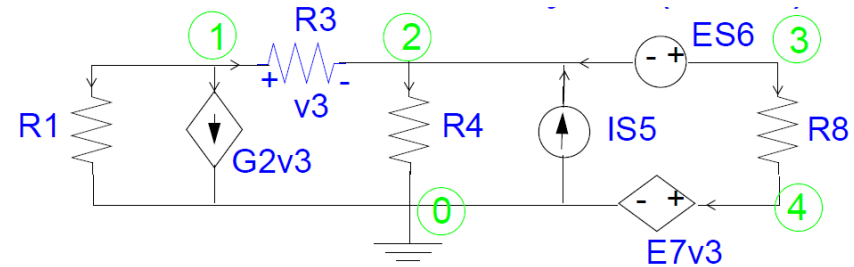 R3
1
2
ES6
3
- +
+ -
v3
R1
R4
IS5
R8
G2v3
0
- +
4
E7v3